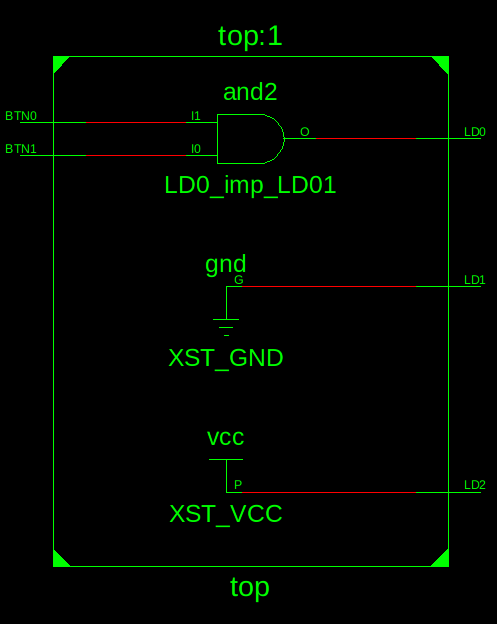 top:1
and2
BTN0
I1
O
LD0
BTN1
I0
LD0_imp_LD01
gnd
G
LD1
XST_GND
vcc
P
LD2
XST_VCC
top